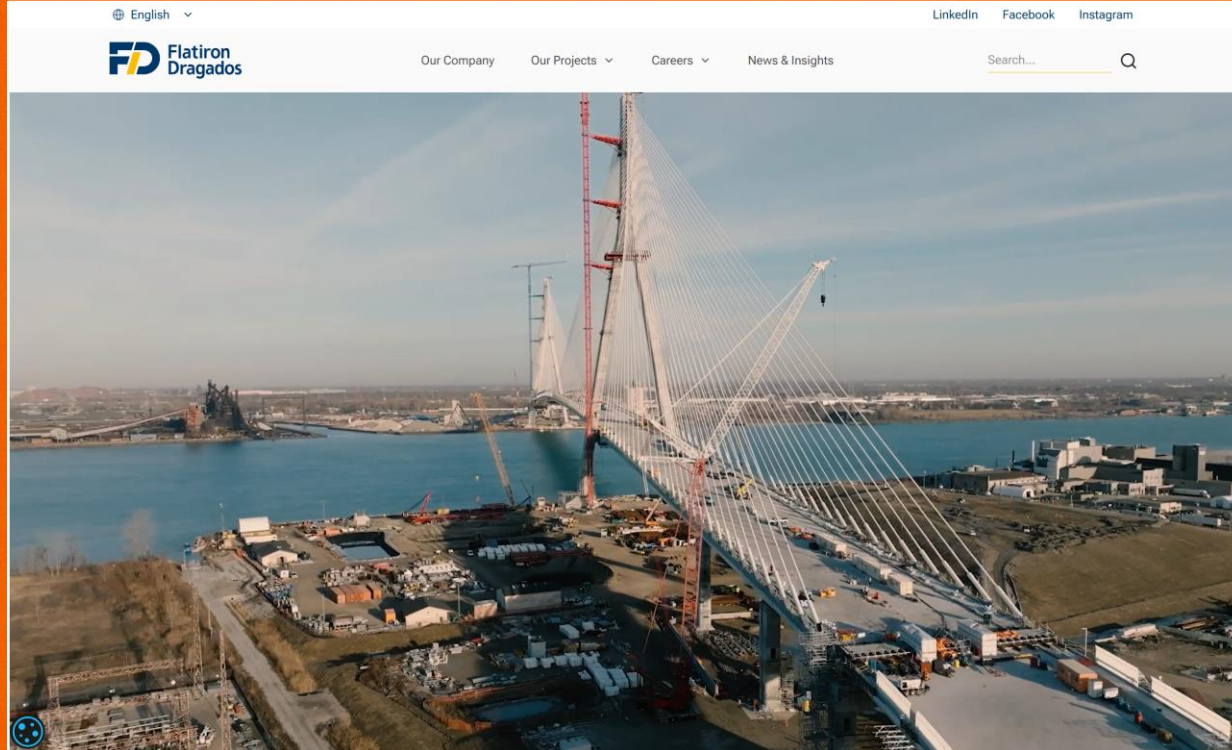 English
LinkedIn Facebook Instagram
FD Flatiron
Dragados
Our Company Our Projects Careers News & Insights
Search...